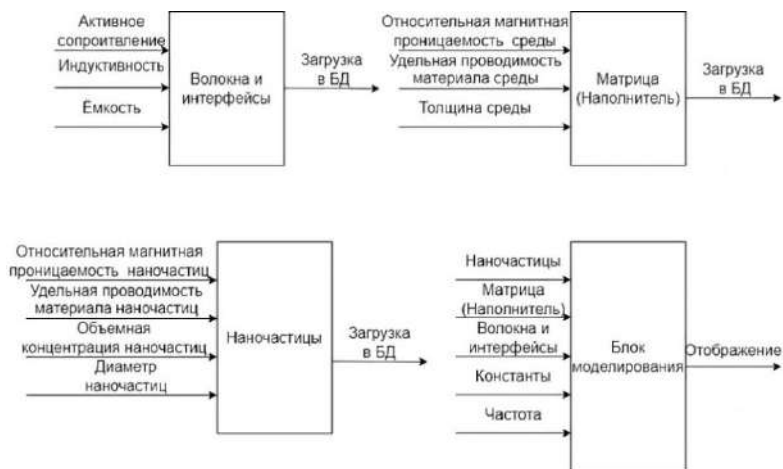 Активное
сопроитвление
Индуктивность
Ёмкость
Волокна и
интерфейсы
Загрузка
в БД
Относительная магнитная
проницаемость среды
Удельная проводимость
материала среды
Толщина среды
Матрица
(Наполнитель)
Загрузка
в БД
Относительная магнитная
проницаемость наночастиц
Удельная проводимость
материала наночастиц
Объемная
концентрация наночастиц
Диаметр
наночастиц
Наночастицы
Загрузка
в БД
Наночастицы
Матрица
(Наполнитель)
Волокна и
интерфейсы
Константы
Частота
Блок
моделирования
Отображение